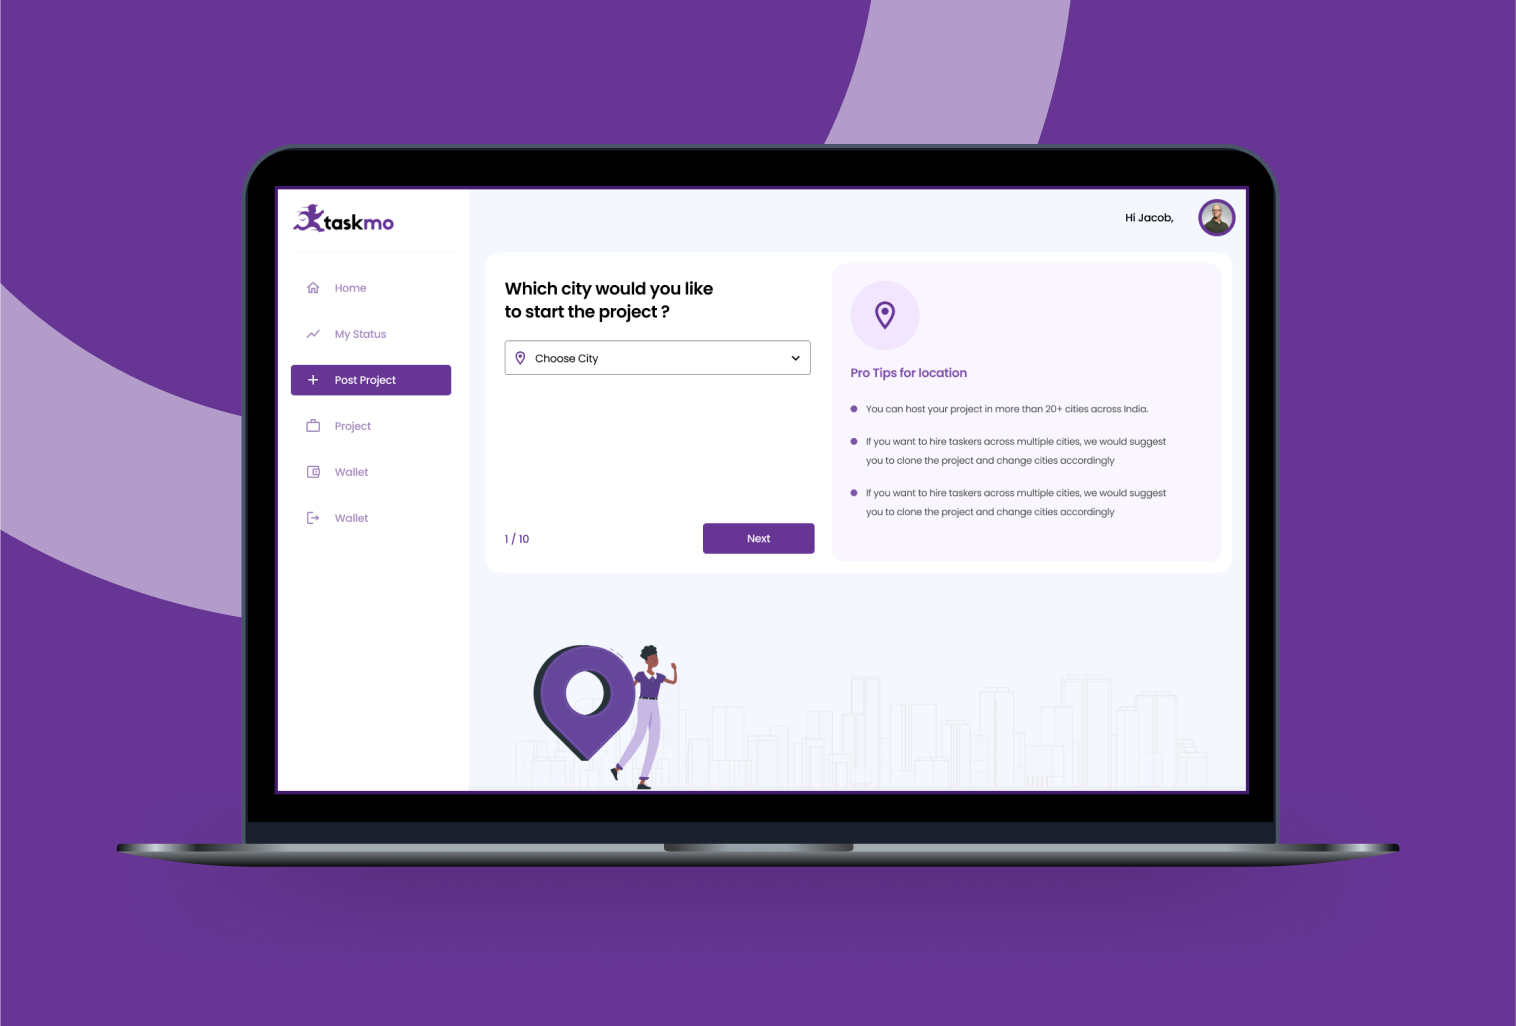 taskmo
Hi Jacob,
Home
My Status
Post Project
Project
Wallet
Wallet
Which city would you like
to start the project ?
Choose City
1 / 10
Next
Pro Tips for location
You can host your project in more than 20+ cities across India.
If you want to hire taskers across multiple cities, we would suggest
you to clone the project and change cities accordingly
If you want to hire taskers across multiple cities, we would suggest
you to clone the project and change cities accordingly